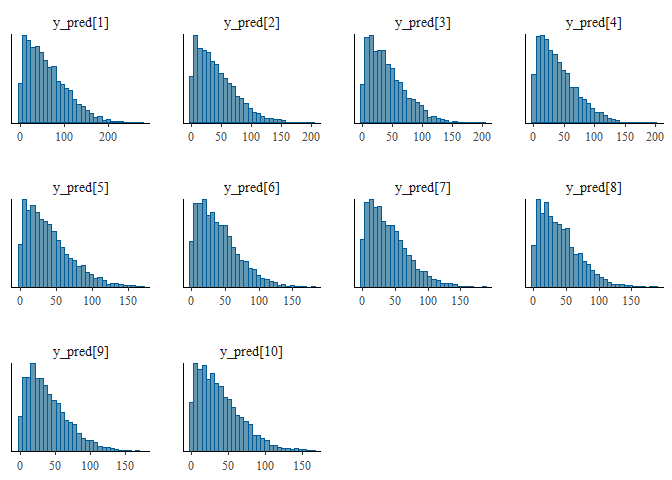 y_pred[1] y_pred[2] y_pred[3] y_pred[4]
0 100 200 0 50 100 150 200 0 50 100 150 200 0 50 100 150 200
y_pred[5] y_pred[6] y_pred[7] y_pred[8]
0 50 100 150 0 50 100 150 0 50 100 150 0 50 100 150
y_pred[9] y_pred[10]
0 50 100 150 0 50 100 150